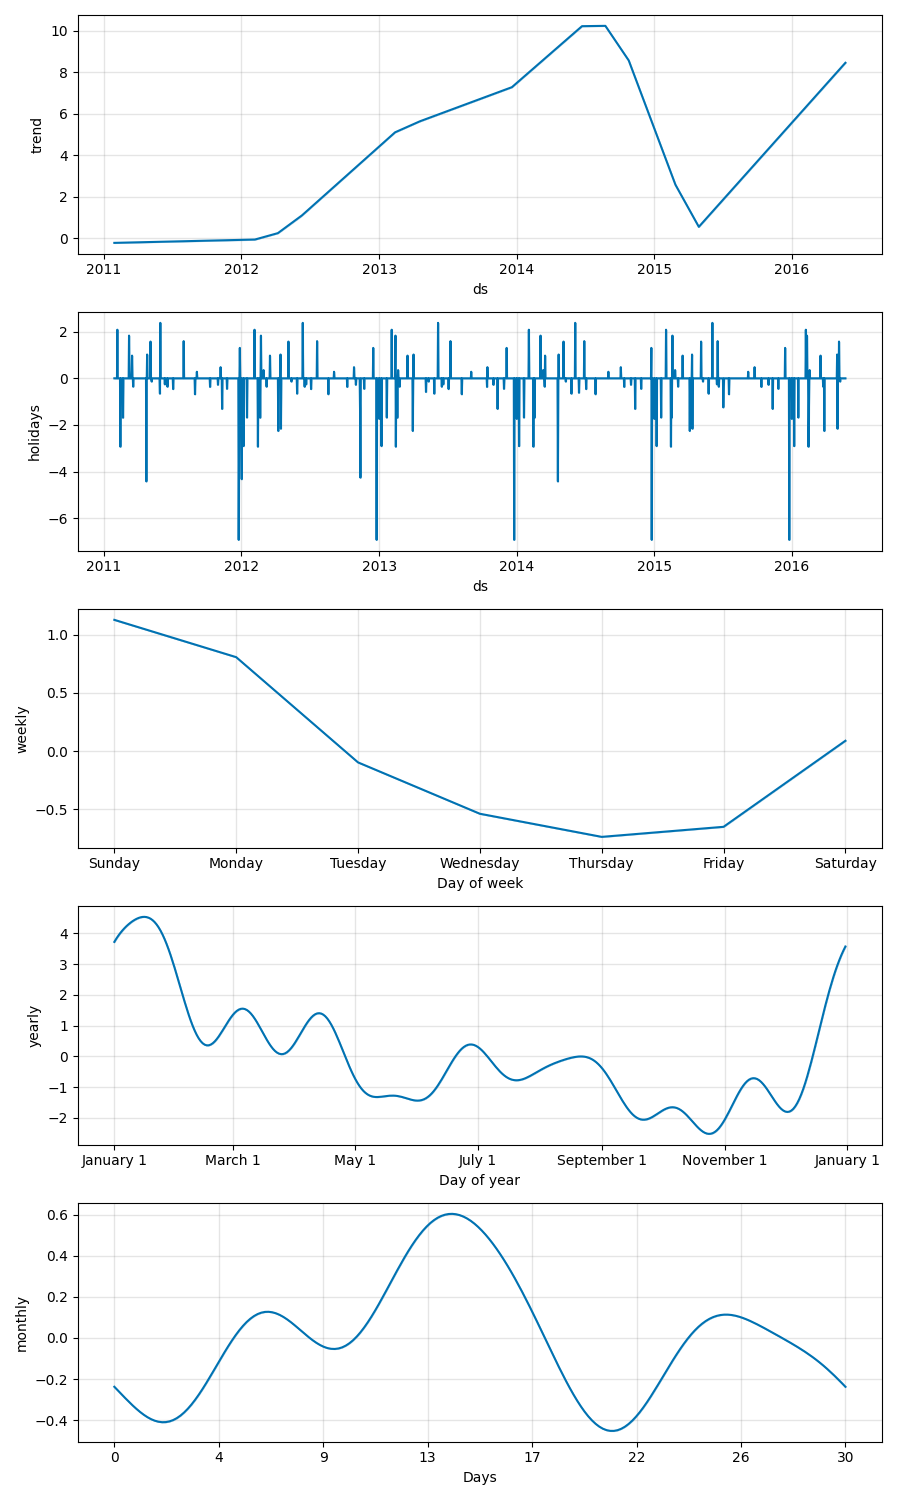 10
8
6
4
2
0
trend
2011 2012 2013 2014 2015 2016
ds
2
0
−2
−4
−6
holidays
2011 2012 2013 2014 2015 2016
ds
1.0
0.5
0.0
−0.5
weekly
Sunday Monday Tuesday Wednesday Thursday Friday Saturday
Day of week
4
3
2
1
0
−1
−2
yearly
January 1 March 1 May 1 July 1 September 1 November 1 January 1
Day of year
0.6
0.4
0.2
0.0
−0.2
−0.4
monthly
0 4 9 13 17 22 26 30
Days